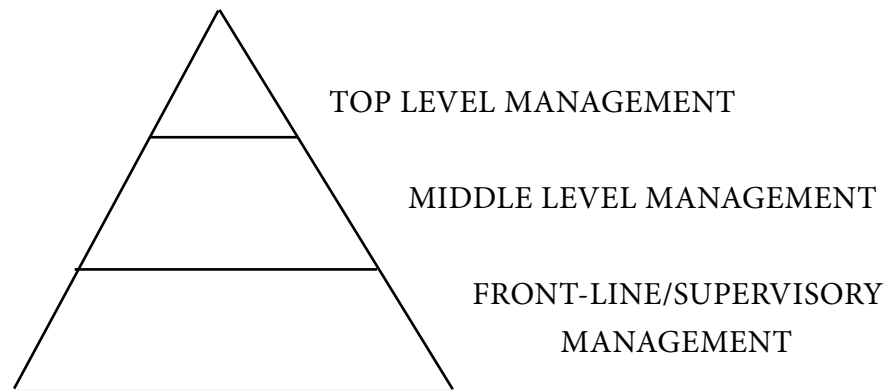 TOP LEVEL MANAGEMENT
MIDDLE LEVEL MANAGEMENT
FRONT-LINE/SUPERVISORY
MANAGEMENT